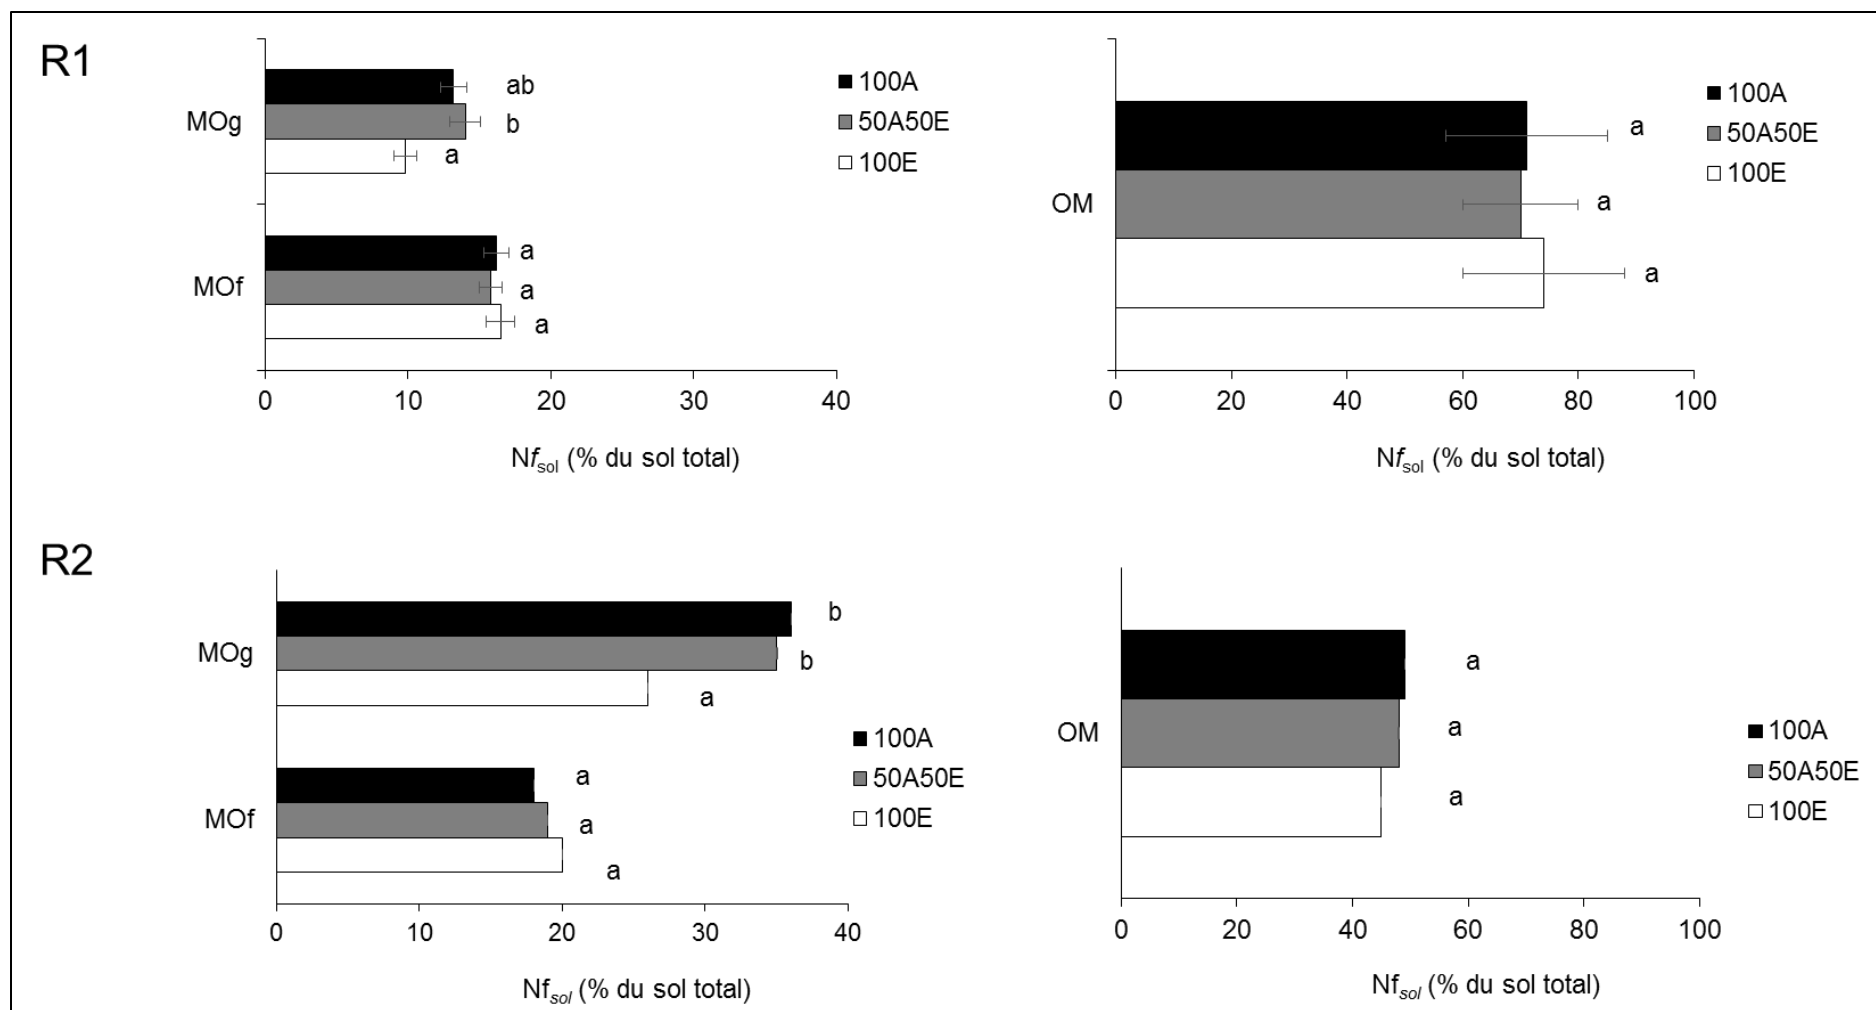 R1
MOg
MOf
ab
b
a
a
a
a
100A
50A50E
100E
0 10 20 30 40
Nfsol (% du sol total)
OM
a
a
a
100A
50A50E
100E
0 20 40 60 80 100
Nfsol (% du sol total)
R2
MOg
MOf
b
b
a
a
a
a
100A
50A50E
100E
0 10 20 30 40
Nfsol (% du sol total)
OM
a
a
a
100A
50A50E
100E
0 20 40 60 80 100
Nfsol (% du sol total)